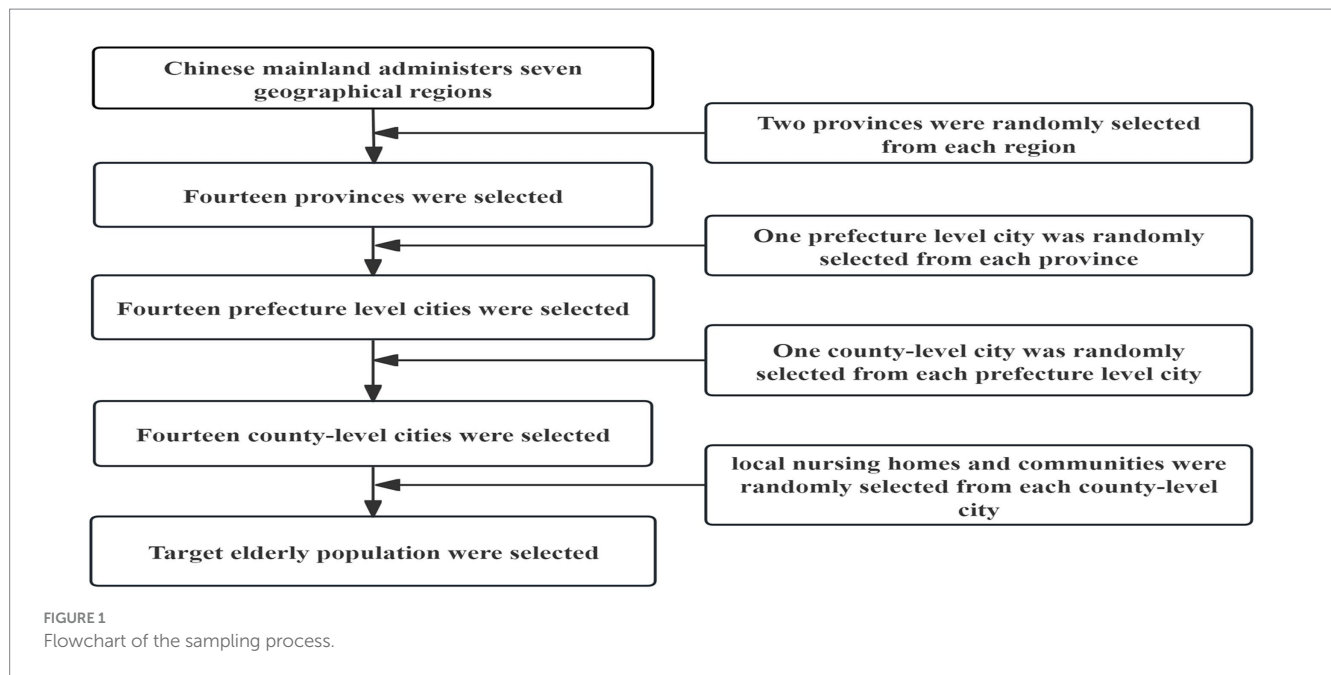 Chinese mainland administers seven
geographical regions
Two provinces were randomly selected
from each region
Fourteen provinces were selected
One prefecture level city was randomly
selected from each province
Fourteen prefecture level cities were selected
One county-level city was randomly
selected from each prefecture level city
Fourteen county-level cities were selected
local nursing homes and communities were
randomly selected from each county-level
city
Target elderly population were selected
FIGURE 1
Flowchart of the sampling process.